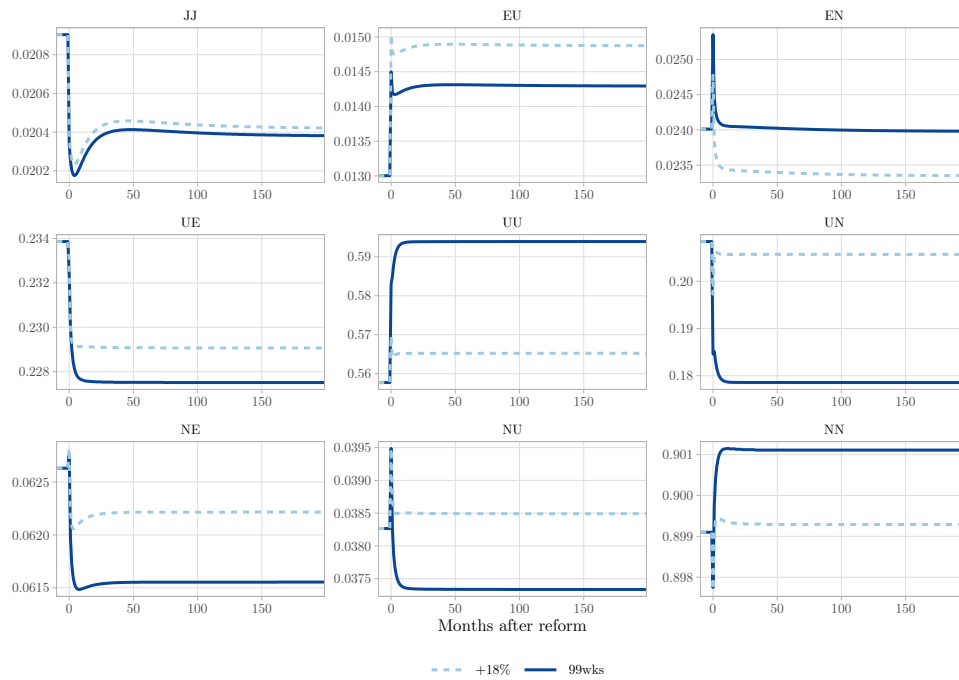 JJ EU EN
0.0208 0.0206 0.0204 0.0202
0 50 100 150
0.0150 0.0145 0.0140 0.0135 0.0130
0 50 100 150
0.0250 0.0245 0.0240 0.0235
0 50 100 150
UE UU UN
0.234 0.233 0.230 0.228
0 50 100 150
0.59 0.58 0.57 0.56
0 50 100 150
0.20 0.19 0.18
0 50 100 150
NE NU NN
0.0625 0.0620 0.0615
0 50 100 150
0.0395 0.0390 0.0385 0.0380 0.0375
0 50 100 150
0.901 0.900 0.899 0.898
0 50 100 150
Months after reform
+18% 99wks